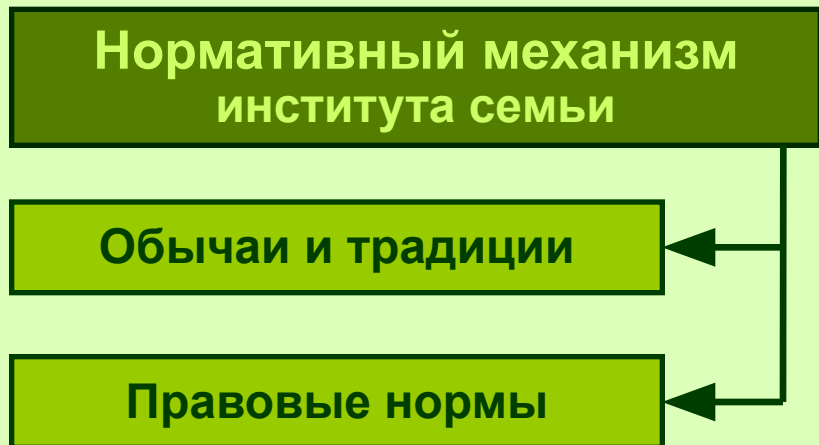 Нормативный механизм
института семьи
Обычаи и традиции
Правовые нормы